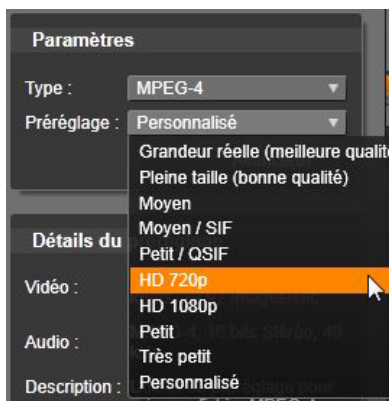 Paramètres
Type : MPEG-4
Préréglage : Personnalisé
Grandeur réelle (meilleure qualité
Pleine taille (bonne qualité)
Moyen
Moyen / SIF
Détails du
Petit / QSIF
Vidéo : HD 720p
HD 1080p
Audio : Petit
Très petit
Description : Personnalisé